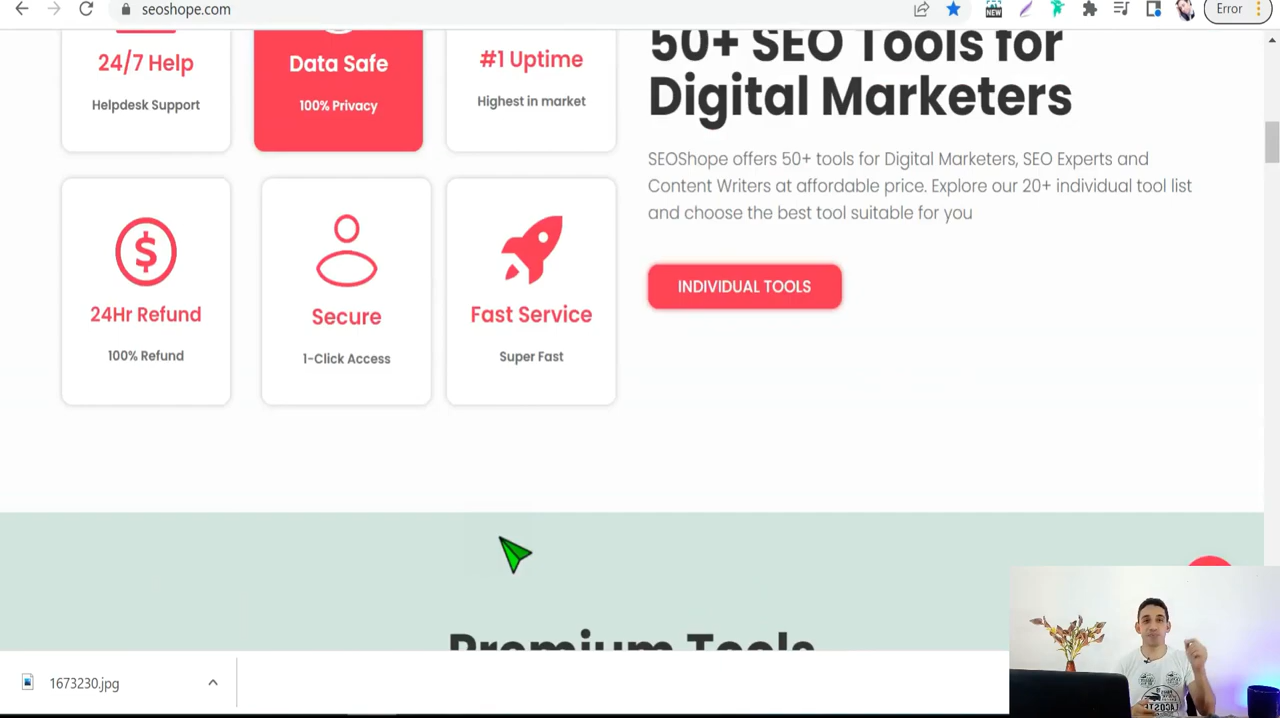 seoshope.com
NEW
Error
24/7 Help
Helpdesk Support
Data Safe
100% Privacy
#1 Uptime
Highest in market
50+ SEO Tools for
Digital Marketers
SEOShope offers 50+ tools for Digital Marketers, SEO Experts and
Content Writers at affordable price. Explore our 20+ individual tool list
and choose the best tool suitable for you
INDIVIDUAL TOOLS
24Hr Refund
100% Refund
Secure
1-Click Access
Fast Service
Super Fast
Premium Tools
1673230.jpg
LACOSTE